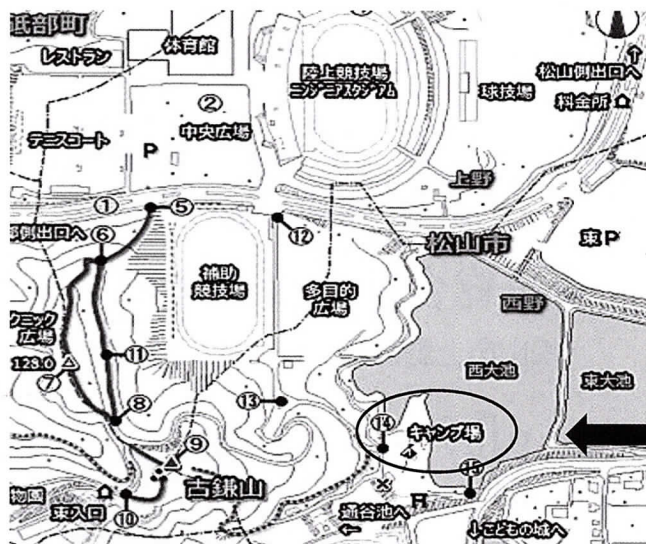 砥部町
レストラン
体育館
陸上競技場
ニンジニアスタジアム
球技場
松山側出口へ
料金所
②
中央広場
テニスコート
P
上野
①
⑤
部側出口へ
⑥
⑫
松山市
東P
補助
競技場
多目的
広場
西野
クニック
広場
128.0
⑦
⑪
西大池
東大池
⑧
⑬
⑭
キャンプ場
⑨
古鎌山
⑮
物園
東入口
⑩
通谷池へ
←
↓こどもの城へ